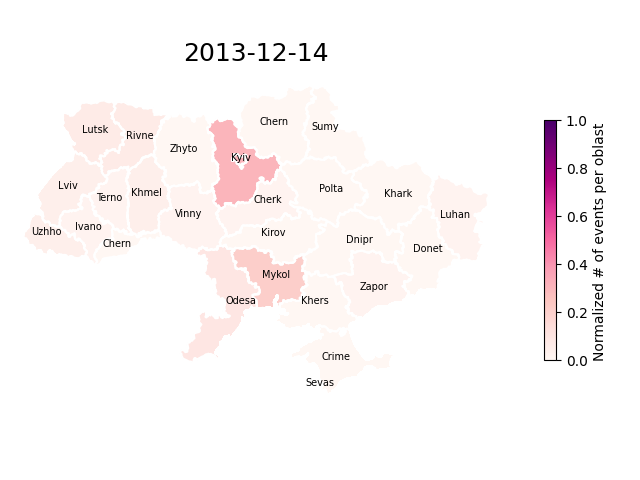 2013-12-14
Chern
Sumy
Lutsk
Rivne
Zhyto
Kyiv
Lviv
Khmel
Terno
Cherk
Polta
Khark
Vinny
Luhan
Uzhho
Ivano
Chern
Kirov
Dnipr
Donet
Mykol
Zapor
Odesa
Khers
Crime
Sevas
1.0
0.8
0.6
0.4
0.2
0.0
Normalized # of events per oblast